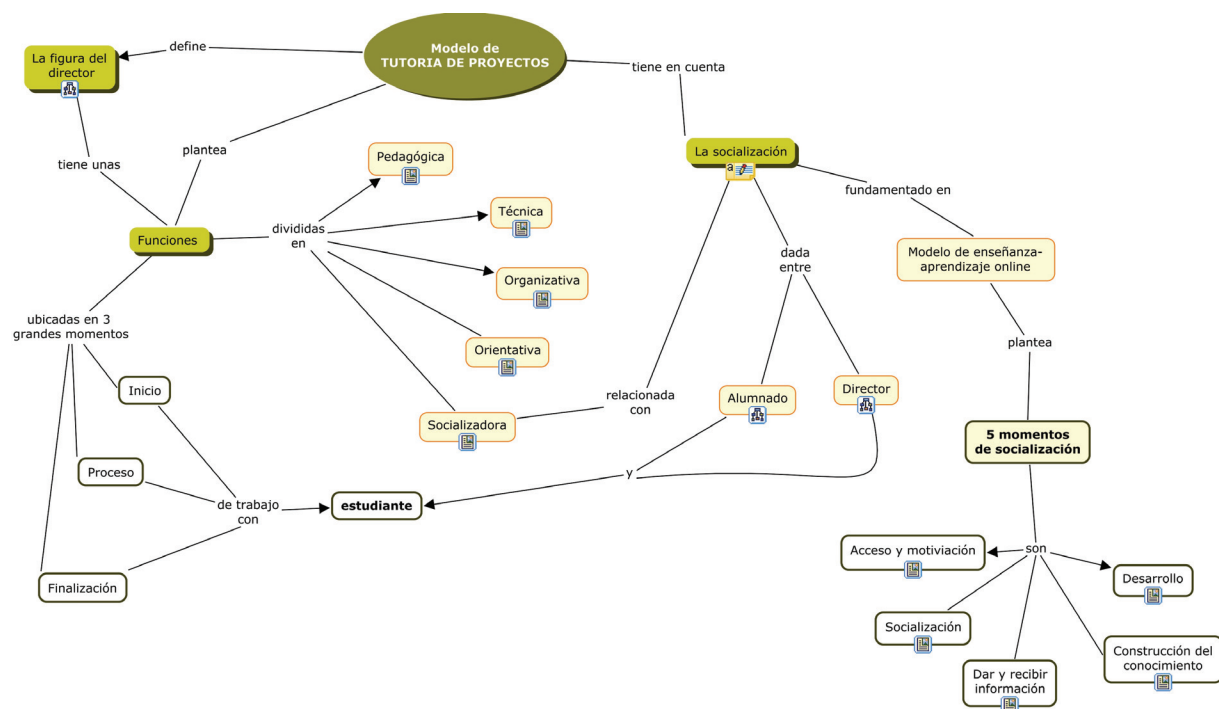 Modelo de
TUTORIA DE PROYECTOS
define
La figura del
director
tiene en cuenta
plantea
tiene unas
La socialización
a
Pedagógica
fundamentado en
Técnica
divididas
en
Funciones
dada
entre
Modelo de enseñanza-
aprendizaje online
Organizativa
ubicadas en 3
grandes momentos
Orientativa
plantea
Inicio
relacionada
con
Alumnado
Director
Socializadora
5 momentos
de socialización
Proceso
y
de trabajo
con
estudiante
Finalización
son
Acceso y motiviación
Desarrollo
Socialización
Construcción del
conocimiento
Dar y recibir
información